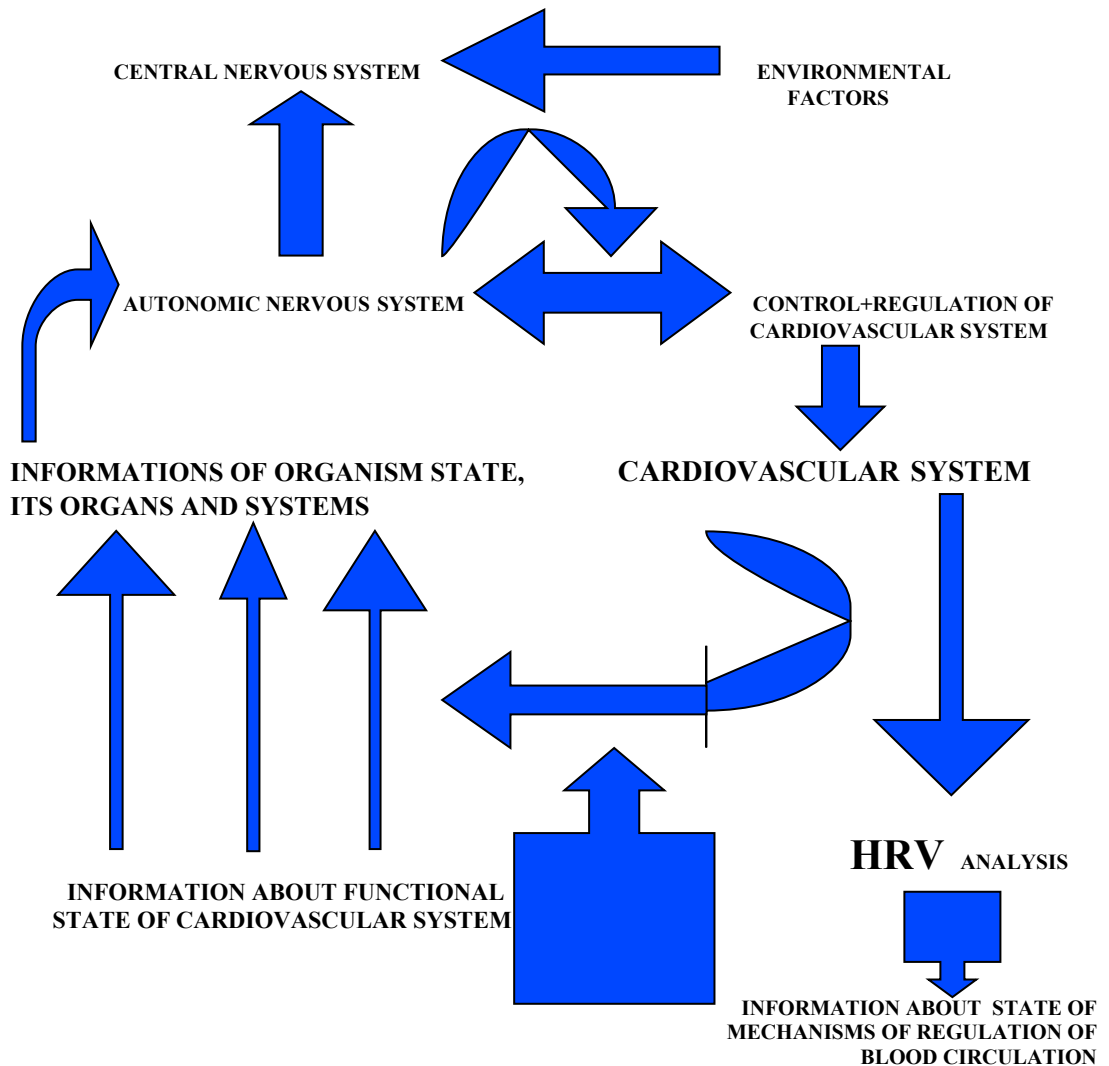 CENTRAL NERVOUS SYSTEM
ENVIRONMENTAL
FACTORS
AUTONOMIC NERVOUS SYSTEM
CONTROL+REGULATION OF
CARDIOVASCULAR SYSTEM
INFORMATIONS OF ORGANISM STATE,
ITS ORGANS AND SYSTEMS
CARDIOVASCULAR SYSTEM
HRV ANALYSIS
INFORMATION ABOUT FUNCTIONAL
STATE OF CARDIOVASCULAR SYSTEM
INFORMATION ABOUT STATE OF
MECHANISMS OF REGULATION OF
BLOOD CIRCULATION